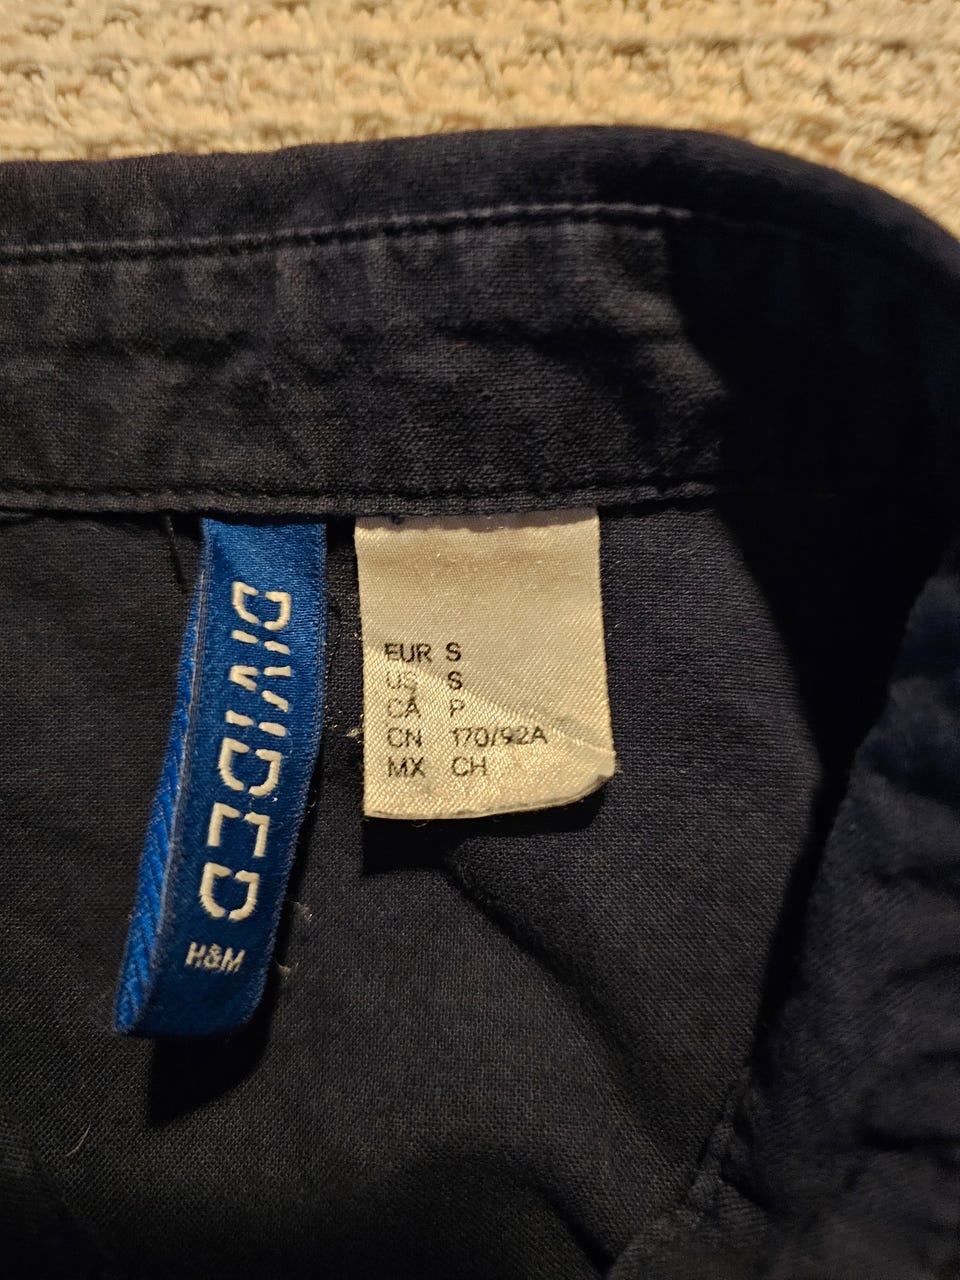 DIVIDED
H&M
EUR S
US S
CA P
CN 170/92A
MX CH